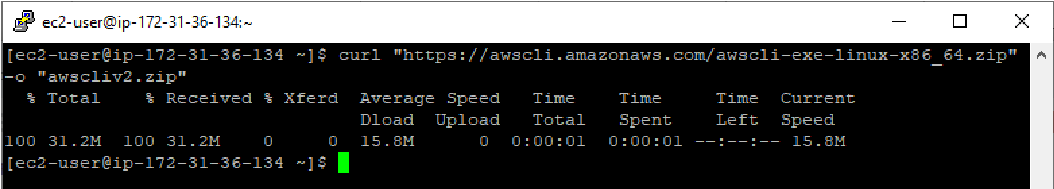 ec2-user@ip-172-31-36-134:~
[ec2-user@ip-172-31-36-134 ~]$ curl "https://awscli.amazonaws.com/awscli-exe-linux-x86_64.zip"
-o "awscliv2.zip"
  % Total    % Received % Xferd  Average Speed   Time    Time     Time  Current
                                 Dload  Upload   Total   Spent    Left  Speed
100 31.2M  100 31.2M    0     0  15.8M      0  0:00:01  0:00:01 --:--:-- 15.8M
[ec2-user@ip-172-31-36-134 ~]$